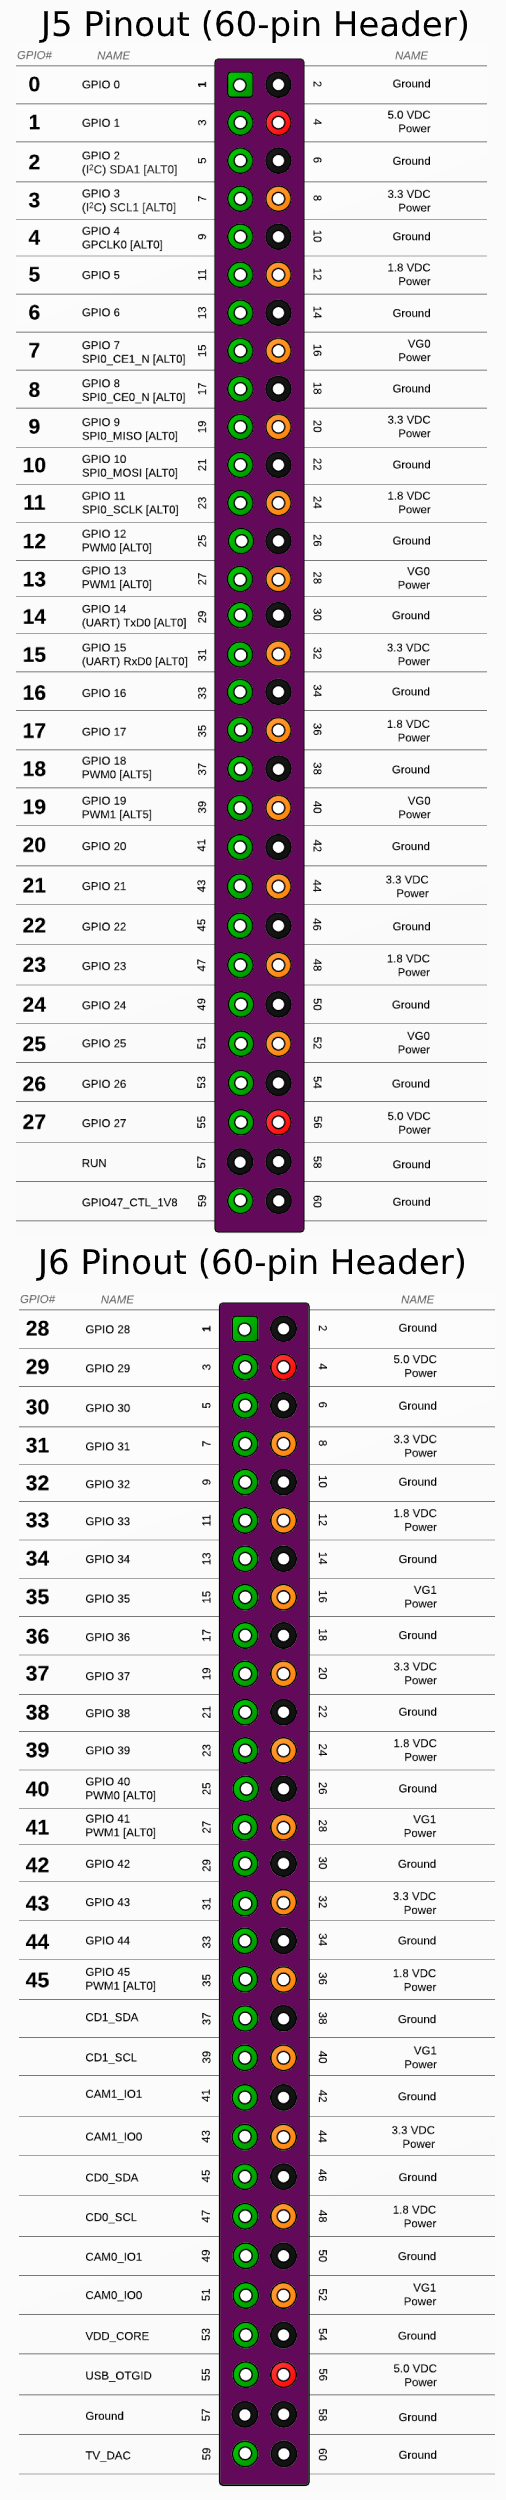 J5 Pinout (60-pin Header)
GPIO# NAME NAME
0 GPIO 0 1 2 Ground
1 GPIO 1 3 4 5.0 VDC
Power
2 GPIO 2 5 6 Ground
(I²C) SDA1 [ALT0]
3 GPIO 3 7 8 3.3 VDC
(I²C) SCL1 [ALT0] Power
4 GPIO 4 9 10 Ground
GPCLK0 [ALT0]
5 GPIO 5 11 12 1.8 VDC
Power
6 GPIO 6 13 14 Ground
7 GPIO 7 15 16 VG0
SPI0_CE1_N [ALT0] Power
8 GPIO 8 17 18 Ground
SPI0_CE0_N [ALT0]
9 GPIO 9 19 20 3.3 VDC
SPI0_MISO [ALT0] Power
10 GPIO 10 21 22 Ground
SPI0_MOSI [ALT0]
11 GPIO 11 23 24 1.8 VDC
SPI0_SCLK [ALT0] Power
12 GPIO 12 25 26 Ground
PWM0 [ALT0]
13 GPIO 13 27 28 VG0
PWM1 [ALT0] Power
14 GPIO 14 29 30 Ground
(UART) TxD0 [ALT0]
15 GPIO 15 31 32 3.3 VDC
(UART) RxD0 [ALT0] Power
16 GPIO 16 33 34 Ground
17 GPIO 17 35 36 1.8 VDC
Power
18 GPIO 18 37 38 Ground
PWM0 [ALT5]
19 GPIO 19 39 40 VG0
PWM1 [ALT5] Power
20 GPIO 20 41 42 Ground
21 GPIO 21 43 44 3.3 VDC
Power
22 GPIO 22 45 46 Ground
23 GPIO 23 47 48 1.8 VDC
Power
24 GPIO 24 49 50 Ground
25 GPIO 25 51 52 VG0
Power
26 GPIO 26 53 54 Ground
27 GPIO 27 55 56 5.0 VDC
Power
RUN 57 58 Ground
GPIO47_CTL_1V8 59 60 Ground
J6 Pinout (60-pin Header)
GPIO# NAME NAME
28 GPIO 28 1 2 Ground
29 GPIO 29 3 4 5.0 VDC
Power
30 GPIO 30 5 6 Ground
31 GPIO 31 7 8 3.3 VDC
Power
32 GPIO 32 9 10 Ground
33 GPIO 33 11 12 1.8 VDC
Power
34 GPIO 34 13 14 Ground
35 GPIO 35 15 16 VG1
Power
36 GPIO 36 17 18 Ground
37 GPIO 37 19 20 3.3 VDC
Power
38 GPIO 38 21 22 Ground
39 GPIO 39 23 24 1.8 VDC
Power
40 GPIO 40 25 26 Ground
PWM0 [ALT0]
41 GPIO 41 27 28 VG1
PWM1 [ALT0] Power
42 GPIO 42 29 30 Ground
43 GPIO 43 31 32 3.3 VDC
Power
44 GPIO 44 33 34 Ground
45 GPIO 45 35 36 1.8 VDC
PWM1 [ALT0] Power
CD1_SDA 37 38 Ground
CD1_SCL 39 40 VG1
Power
CAM1_IO1 41 42 Ground
CAM1_IO0 43 44 3.3 VDC
Power
CD0_SDA 45 46 Ground
CD0_SCL 47 48 1.8 VDC
Power
CAM0_IO1 49 50 Ground
CAM0_IO0 51 52 VG1
Power
VDD_CORE 53 54 Ground
USB_OTGID 55 56 5.0 VDC
Power
Ground 57 58 Ground
TV_DAC 59 60 Ground